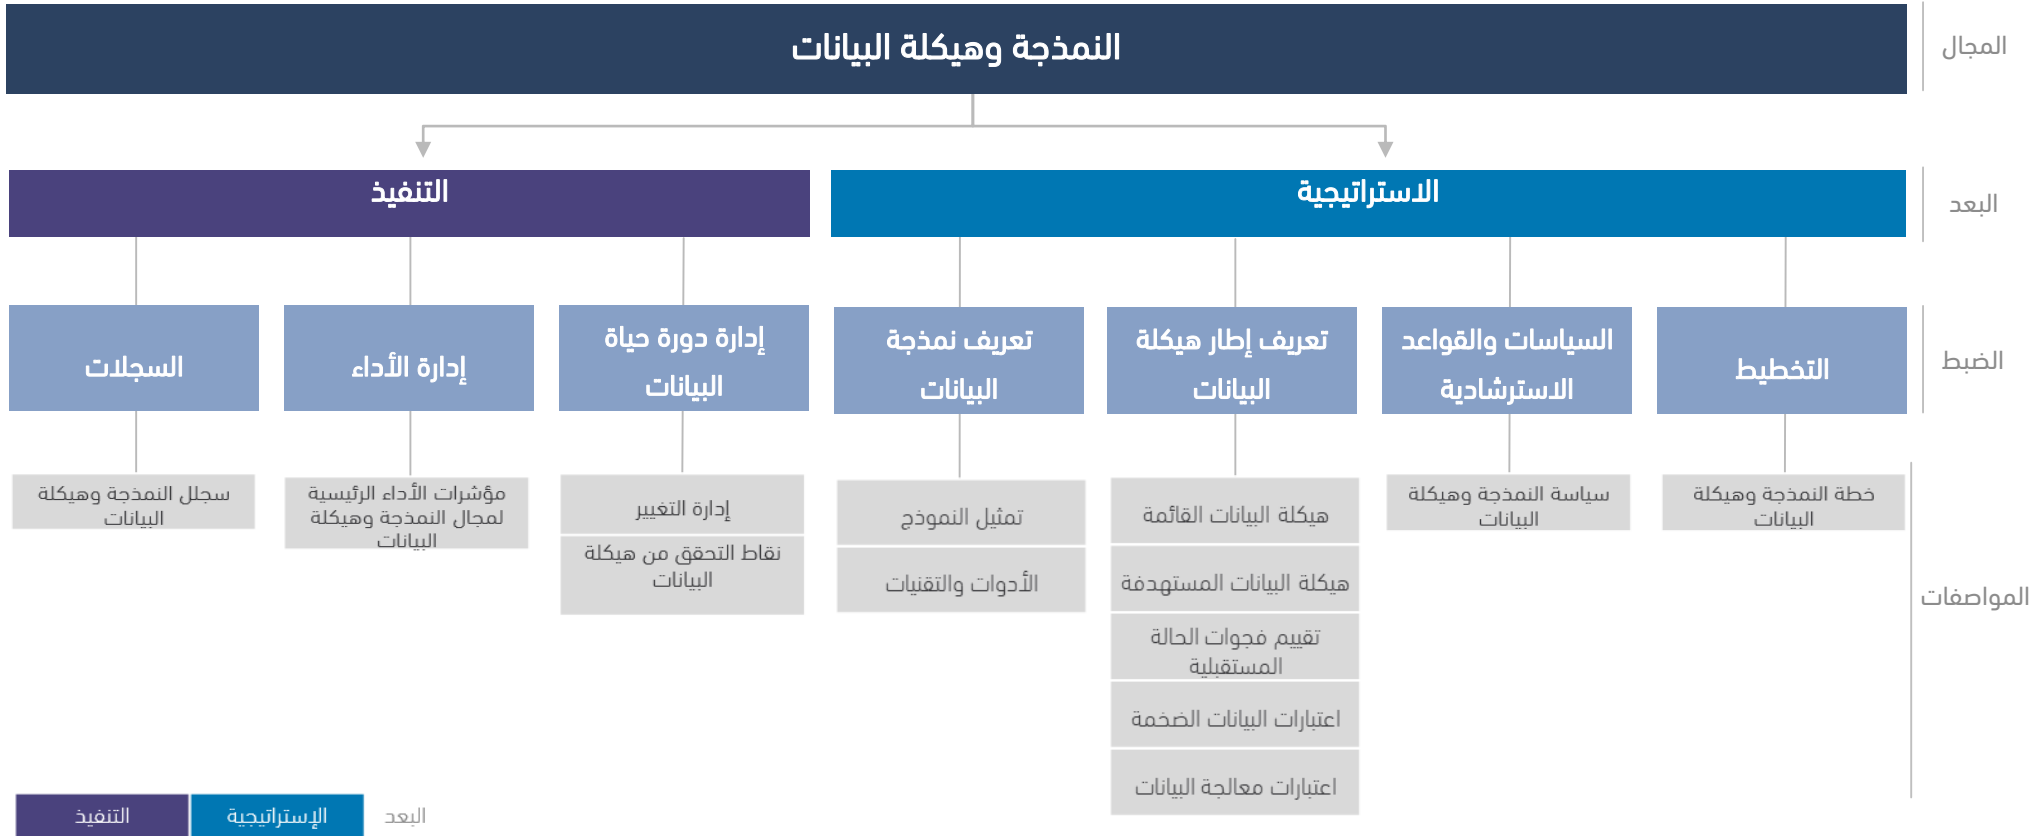 النمذجة وهيكلة البيانات
المجال
البعد
الاستراتيجية
التنفيذ
الضبط
التخطيط
السياسات والقواعد
الاسترشادية
تعريف إطار هيكلة
البيانات
تعريف نمذجة
البيانات
إدارة دورة حياة
البيانات
إدارة الأداء
السجلات
المواصفات
خطة النمذجة وهيكلة
البيانات
سياسة النمذجة وهيكلة
البيانات
هيكلة البيانات القائمة
هيكلة البيانات المستهدفة
تقييم فجوات الحالة
المستقبلية
اعتبارات البيانات الضخمة
اعتبارات معالجة البيانات
تمثيل النموذج
الأدوات والتقنيات
إدارة التغيير
نقاط التحقق من هيكلة
البيانات
مؤشرات الأداء الرئيسية
لمجال النمذجة وهيكلة
البيانات
سجلل النمذجة وهيكلة
البيانات
البعد
الإستراتيجية
التنفيذ